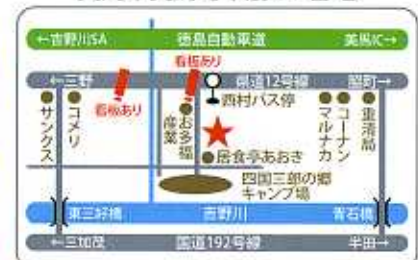 ←吉野川SA 徳島自動車道 美馬IC→
看板あり
←三野 県道12号線 脇町→
看板あり
西村バス停
サンクス
コメリ
お多福
産業
マルナカ
コーナン
重清局
居食亭あおき
四国三郎の郷
キャンプ場
東三好橋 吉野川 青石橋
←三加茂 国道192号線 半田→